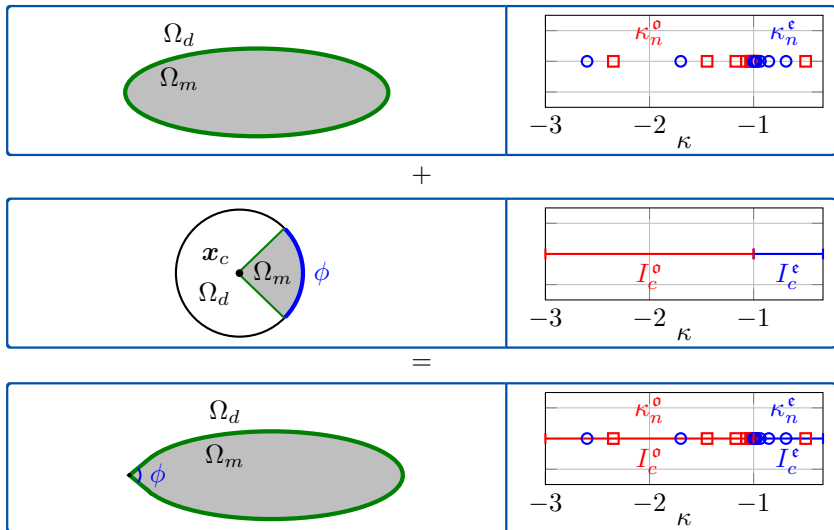 Ω_d
Ω_m
κ_n^𝔬 κ_n^𝔢
−3 −2 −1
κ
+
x_c
Ω_m ϕ
Ω_d
I_c^𝔬 I_c^𝔢
−3 −2 −1
κ
=
Ω_d
Ω_m
ϕ
κ_n^𝔬 κ_n^𝔢
I_c^𝔬 I_c^𝔢
−3 −2 −1
κ